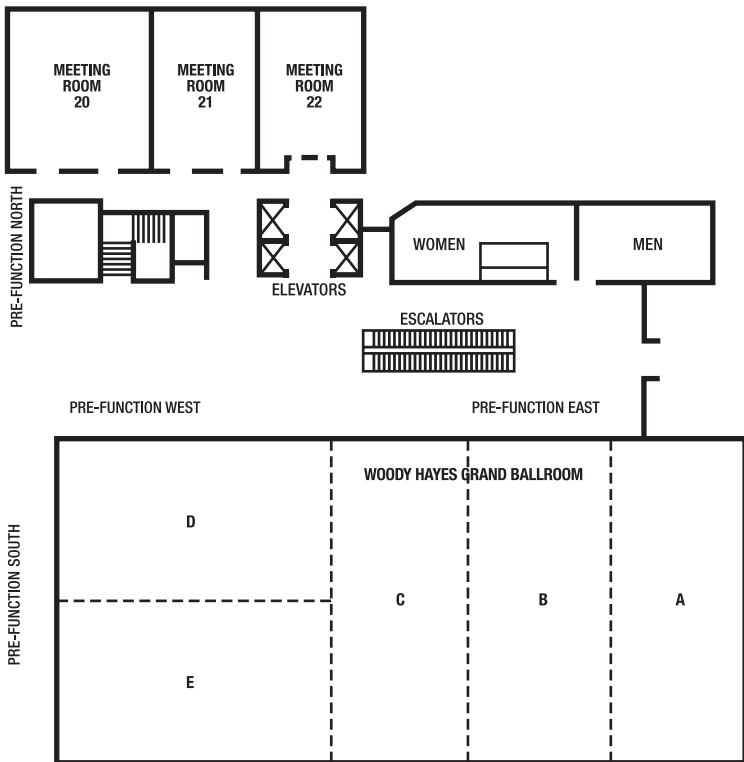 MEETING
ROOM
20
MEETING
ROOM
21
MEETING
ROOM
22
PRE-FUNCTION NORTH
WOMEN
MEN
ELEVATORS
ESCALATORS
PRE-FUNCTION WEST
PRE-FUNCTION EAST
WOODY HAYES GRAND BALLROOM
PRE-FUNCTION SOUTH
D
C
B
A
E